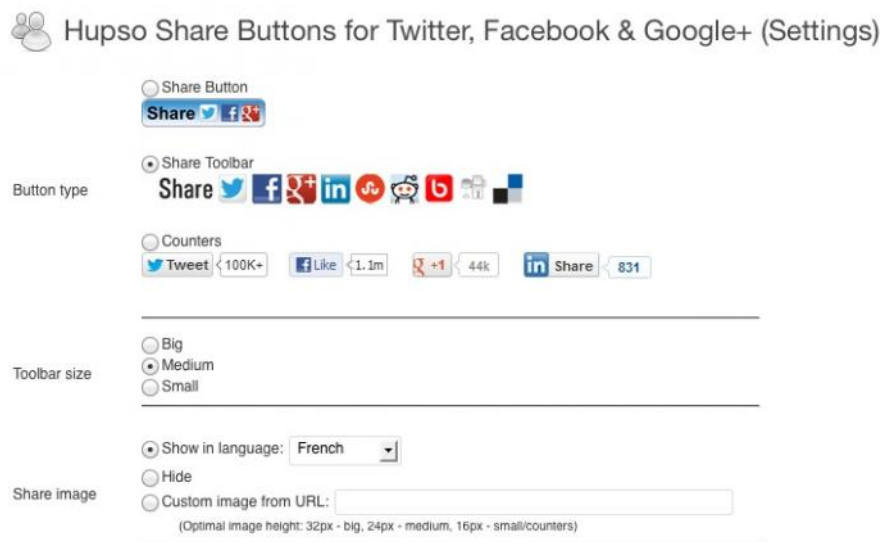 Hupso Share Buttons for Twitter, Facebook & Google+ (Settings)
Share Button
Share f g+
Button type
Share Toolbar
Share f g+ in b
Counters
Tweet 100K+ f Like 1.1m g +1 44k in Share 831
Toolbar size
Big
Medium
Small
Share image
Show in language: French
Hide
Custom image from URL:
(Optimal image height: 32px - big, 24px - medium, 16px - small/counters)